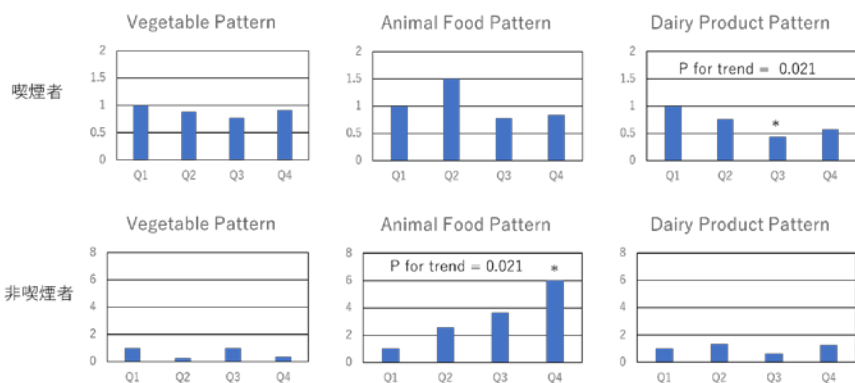 Vegetable Pattern
Animal Food Pattern
Dairy Product Pattern
喫煙者
2
1.5
1
0.5
0
Q1 Q2 Q3 Q4
2
1.5
1
0.5
0
Q1 Q2 Q3 Q4
2
1.5
1
0.5
0
P for trend = 0.021
*
Q1 Q2 Q3 Q4
Vegetable Pattern
Animal Food Pattern
Dairy Product Pattern
非喫煙者
8
6
4
2
0
Q1 Q2 Q3 Q4
8
6
4
2
0
P for trend = 0.021 *
Q1 Q2 Q3 Q4
8
6
4
2
0
Q1 Q2 Q3 Q4